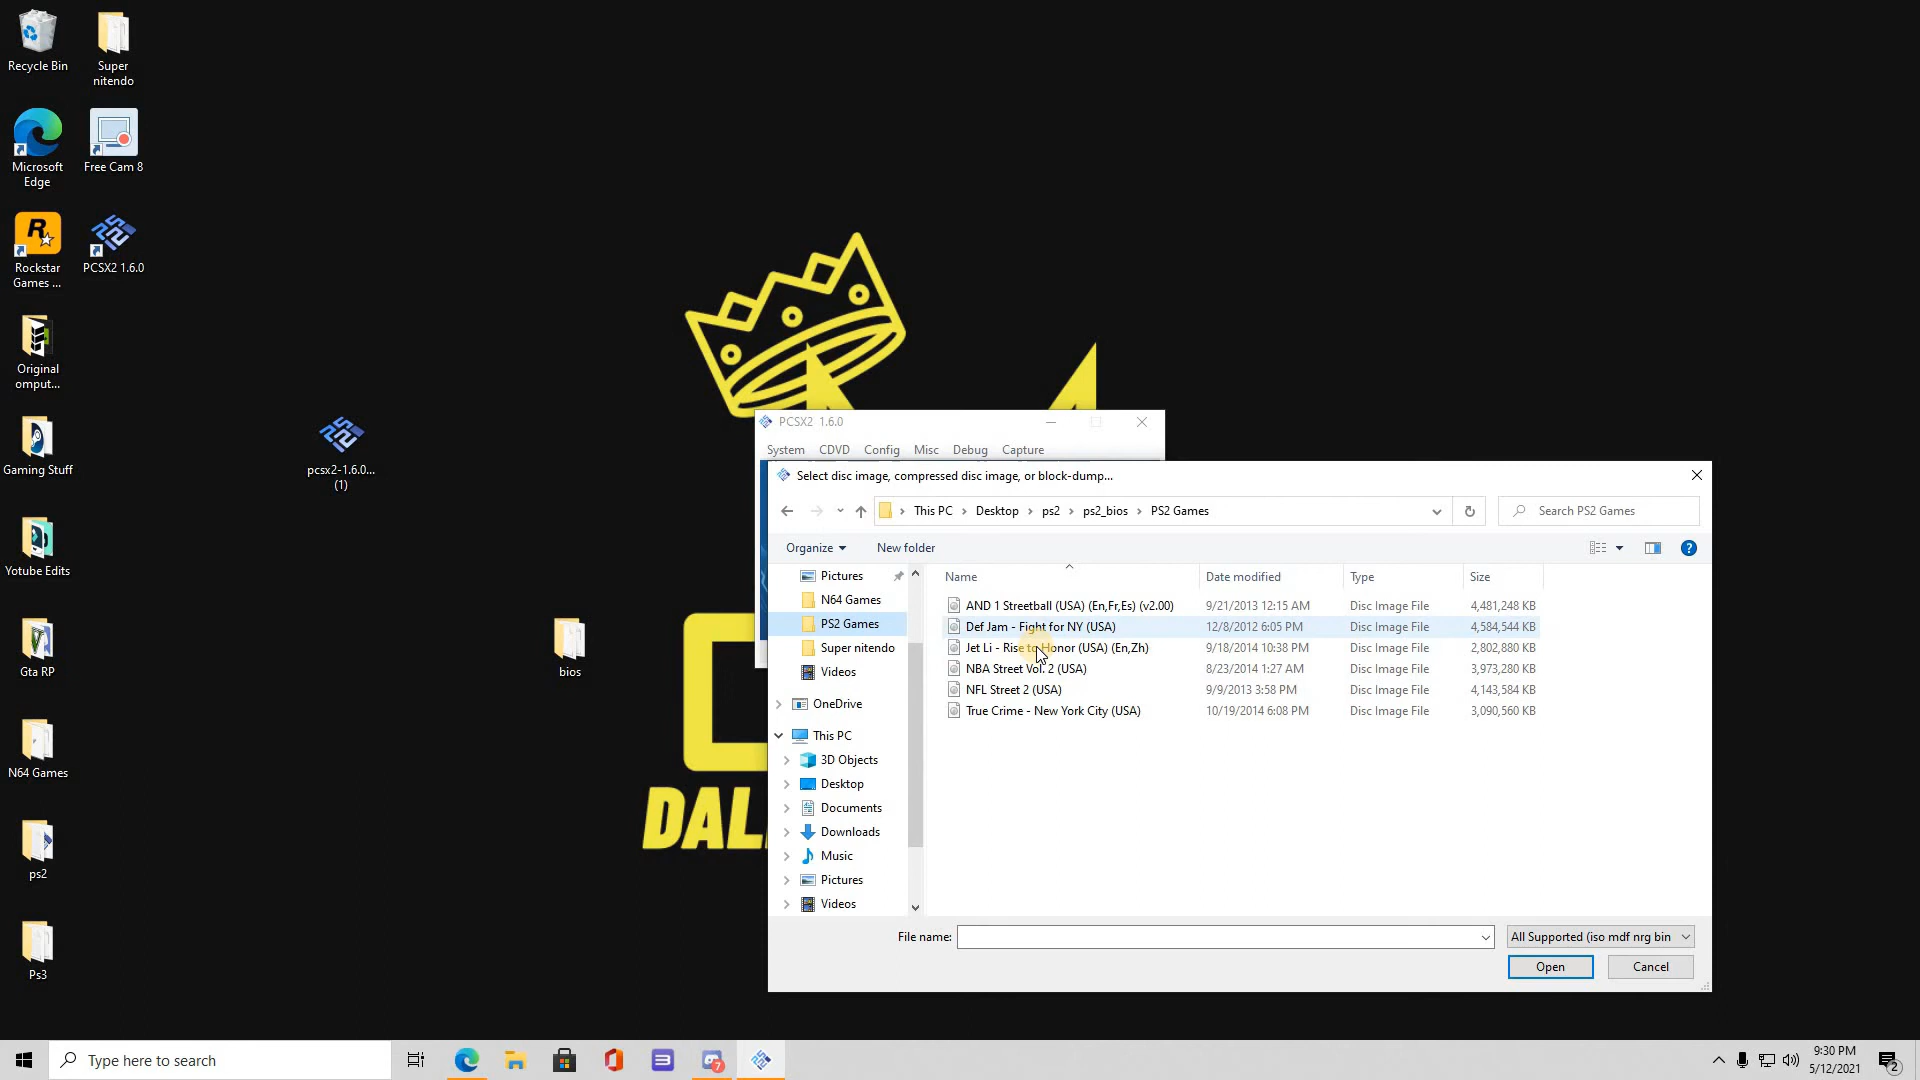 Recycle Bin
Super
nitendo
Microsoft
Edge
Free Cam 8
Rockstar
Games ...
PCSX2 1.6.0
Original
omput...
Gaming Stuff
pcsx2-1.6.0...
(1)
Yotube Edits
Gta RP
bios
N64 Games
ps2
Ps3
DAL
PCSX2 1.6.0
System CDVD Config Misc Debug Capture
Select disc image, compressed disc image, or block-dump...
This PC Desktop ps2 ps2_bios PS2 Games
Search PS2 Games
Organize New folder
Pictures
N64 Games
PS2 Games
Super nitendo
Videos
OneDrive
This PC
3D Objects
Desktop
Documents
Downloads
Music
Pictures
Videos
Name Date modified Type Size
AND 1 Streetball (USA) (En,Fr,Es) (v2.00) 9/21/2013 12:15 AM Disc Image File 4,481,248 KB
Def Jam - Fight for NY (USA) 12/8/2012 6:05 PM Disc Image File 4,584,544 KB
Jet Li - Rise to Honor (USA) (En,Zh) 9/18/2014 10:38 PM Disc Image File 2,802,880 KB
NBA Street Vol. 2 (USA) 8/23/2014 1:27 AM Disc Image File 3,973,280 KB
NFL Street 2 (USA) 9/9/2013 3:58 PM Disc Image File 4,143,584 KB
True Crime - New York City (USA) 10/19/2014 6:08 PM Disc Image File 3,090,560 KB
File name:
All Supported (iso mdf nrg bin
Open Cancel
Type here to search
7
9:30 PM
5/12/2021
2